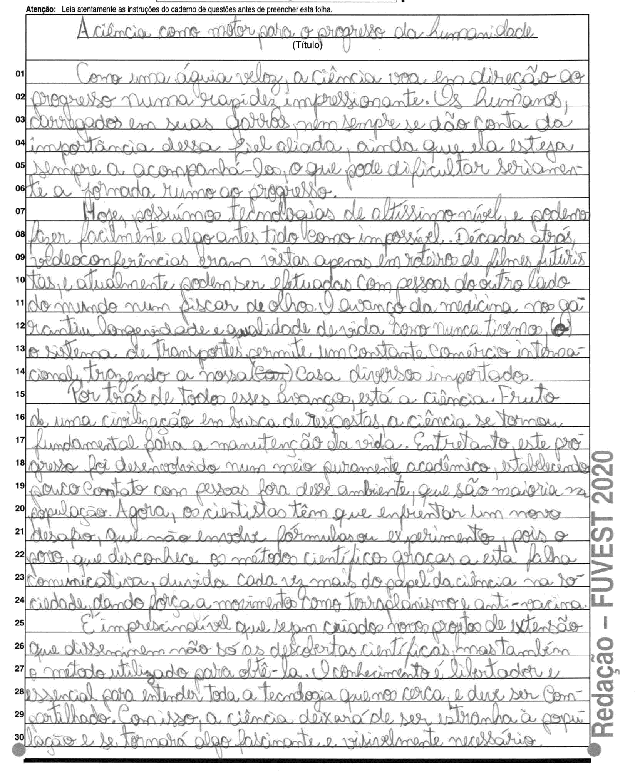 Atenção: Leia atentamente as instruções do caderno de questões antes de preencher esta folha.
A ciência como motor para o progresso da humanidade
(Título)
01 Como uma águia veloz, a ciência voa em direção ao
02 progresso numa rapidez impressionante. Os humanos,
03 carregados em suas garras, nem sempre se dão conta da
04 importância dessa fiel aliada, ainda que ela esteja
05 sempre a acompanhá-los, o que pode dificultar seriamen-
06 te a jornada rumo ao progresso.
07 Hoje, possuímos tecnologias de altíssimo nível e podemos
08 fazer facilmente algo antes tido como impossível. Décadas atrás,
09 videoconferências eram vistas apenas em roteiro de filmes futuris
10 tas, e atualmente podem ser efetuadas com pessoas do outro lado
11 do mundo num piscar de olho. O avanço da medicina nos ga-
12 rantiu longevidade e qualidade de vida como nunca tivemos,
13 o sistema de transportes permite um constante comércio interna-
14 cional, trazendo a nossa casa diversos importados.
15 Por trás de todos esses avanços, está a ciência. Fruto
16 de uma civilização em busca de respostas, a ciência se tornou
17 fundamental para a manutenção da vida. Entretanto, este pro-
18 gresso foi desenvolvido num meio puramente acadêmico, estabelecendo
19 pouco contato com pessoas fora desse ambiente, que são maioria na
20 população. Agora, os cientistas têm que enfrentar um novo
21 desafio, que não envolve fórmulas ou experimento, pois o
22 povo, que desconhece os métodos científicos graças a esta falha
23 comunicativa, duvida cada vez mais do papel da ciência na so-
24 ciedade, dando força a movimento como terraplanismo e anti-vacina.
25 É imprescindível que sejam criados novos projetos de extensão
26 que disseminem não só as descobertas científicas, mas também
27 o método utilizado para obtê-la. O conhecimento é libertador e
28 essencial para entender toda a tecnologia que nos cerca, e deve ser com-
29 partilhado. Com isso, a ciência deixará de ser estranha à popu-
30 lação e se tornará algo fascinante e visivelmente necessário.
Redação – FUVEST 2020